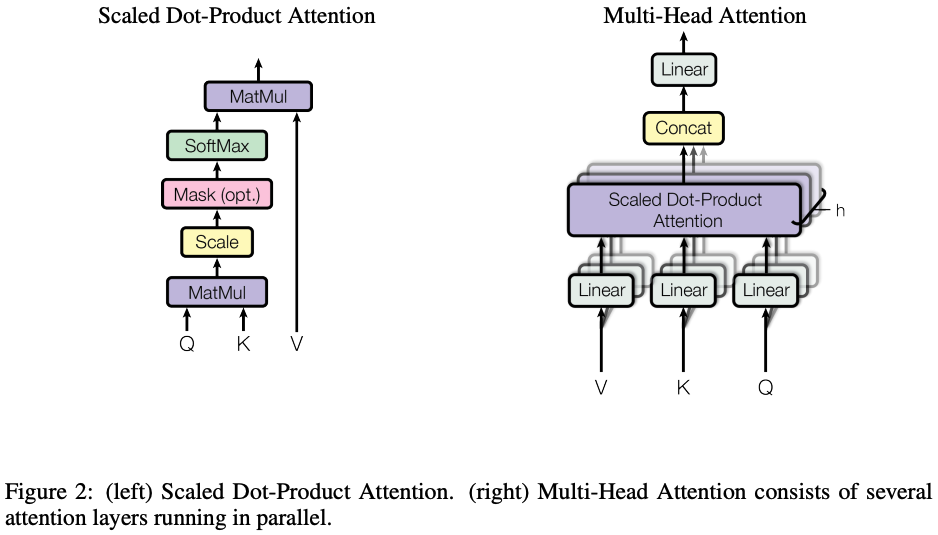 Scaled Dot-Product Attention
MatMul
SoftMax
Mask (opt.)
Scale
MatMul
Q K V
Multi-Head Attention
Linear
Concat
Scaled Dot-Product
Attention
h
Linear Linear Linear
V K Q
Figure 2: (left) Scaled Dot-Product Attention. (right) Multi-Head Attention consists of several
attention layers running in parallel.